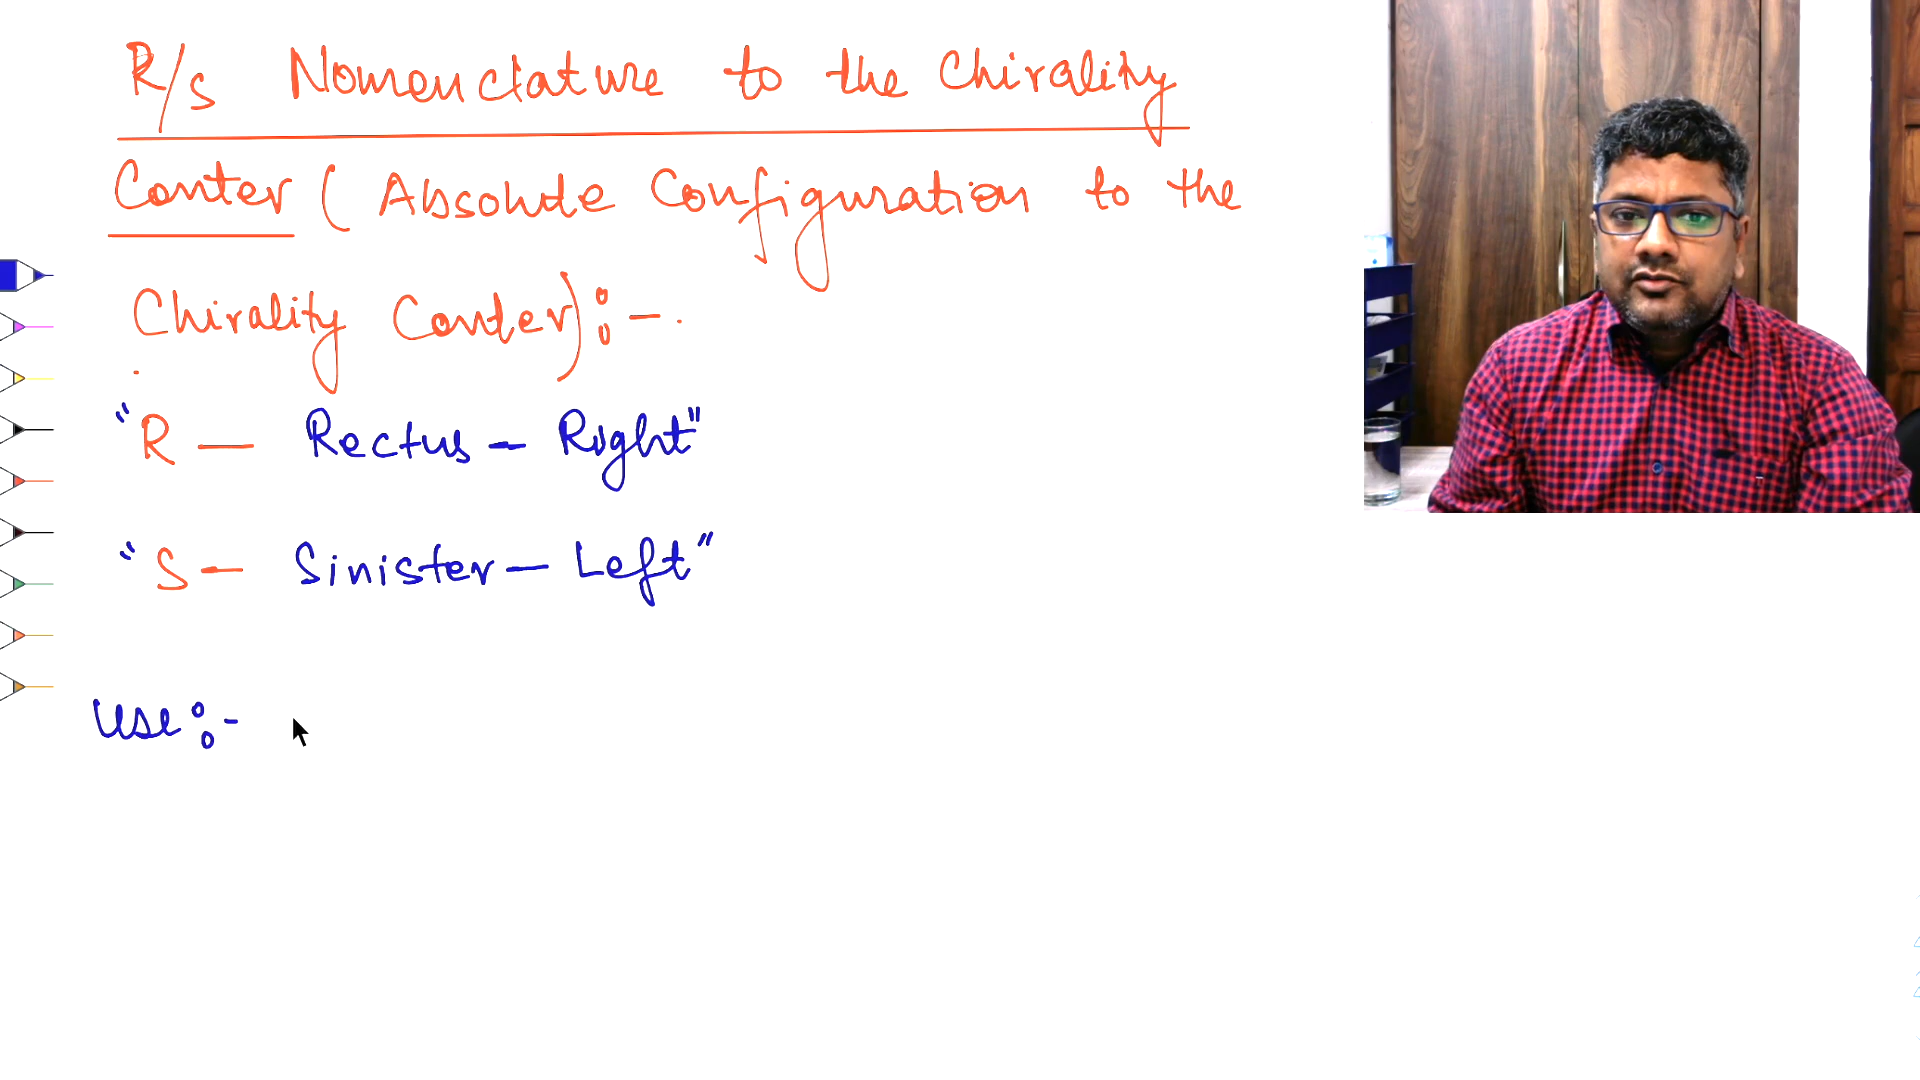 R/S Nomenclature to the Chirality
Center (Absolute Configuration to the
Chirality Center) :-.
"R — Rectus - Right"
"S - Sinister - Left"
Use :-